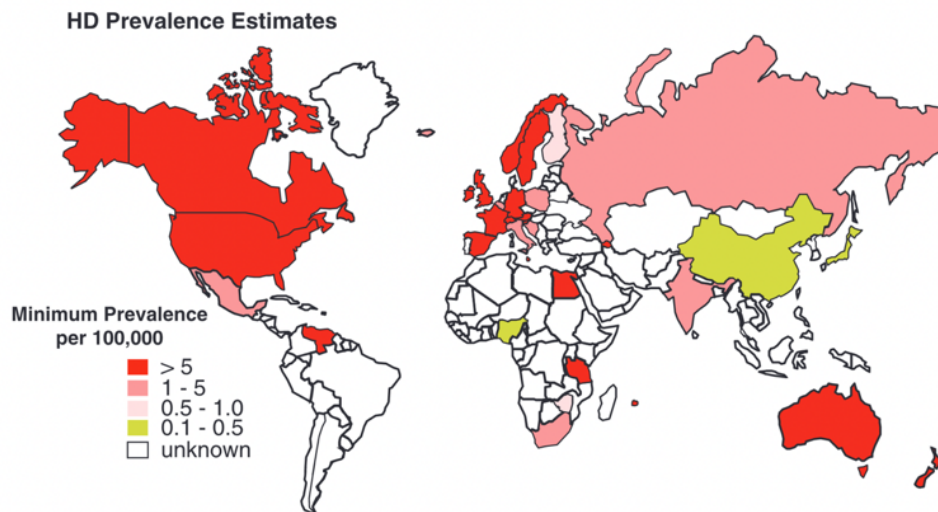 HD Prevalence Estimates
Minimum Prevalence
per 100,000
> 5
1 - 5
0.5 - 1.0
0.1 - 0.5
unknown